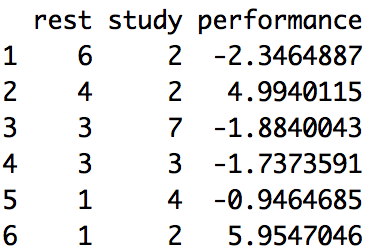 rest study performance
1 6 2 -2.3464887
2 4 2 4.9940115
3 3 7 -1.8840043
4 3 3 -1.7373591
5 1 4 -0.9464685
6 1 2 5.9547046